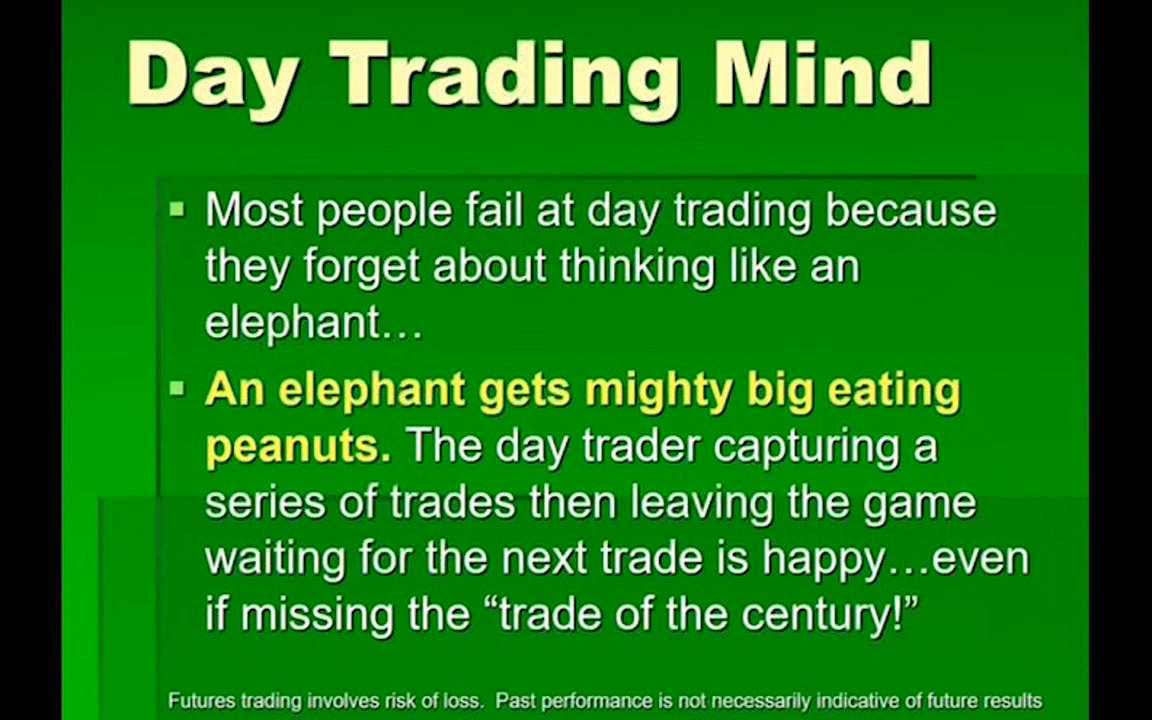 Day Trading Mind
Most people fail at day trading because
they forget about thinking like an
elephant…
An elephant gets mighty big eating
peanuts. The day trader capturing a
series of trades then leaving the game
waiting for the next trade is happy…even
if missing the “trade of the century!”
Futures trading involves risk of loss.  Past performance is not necessarily indicative of future results